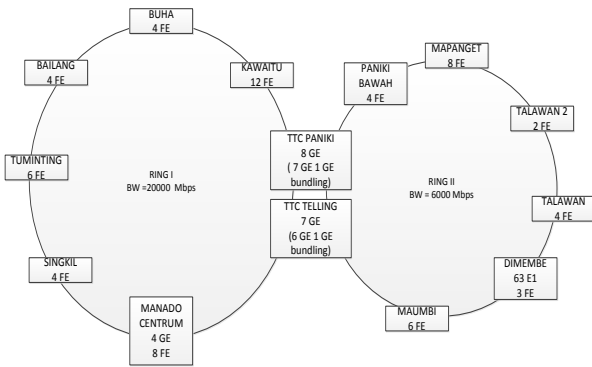 BUHA
4 FE
BAILANG
4 FE
KAWAITU
12 FE
TUMINTING
6 FE
RING I
BW =20000 Mbps
SINGKIL
4 FE
MANADO
CENTRUM
4 GE
8 FE
TTC PANIKI
8 GE
( 7 GE 1 GE
bundling)
TTC TELLING
7 GE
(6 GE 1 GE
bundling)
PANIKI
BAWAH
4 FE
MAPANGET
8 FE
TALAWAN 2
2 FE
RING II
BW = 6000 Mbps
TALAWAN
4 FE
DIMEMBE
63 E1
3 FE
MAUMBI
6 FE